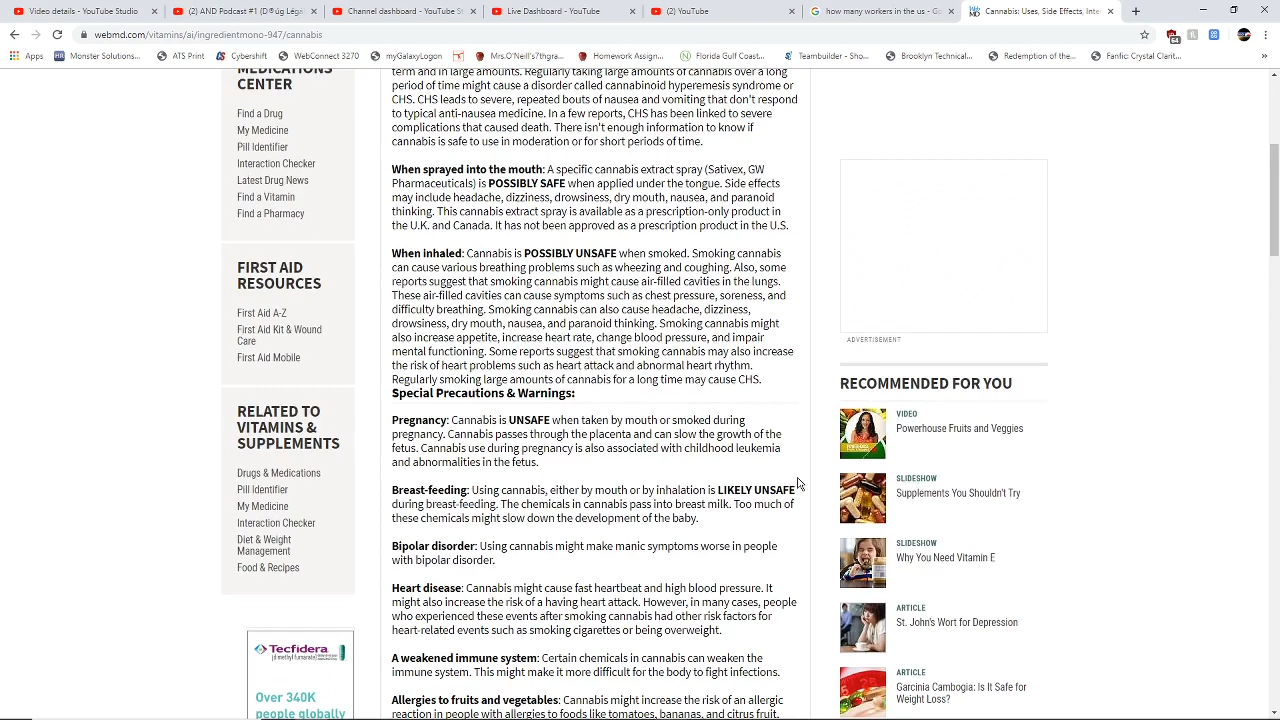 Video details - YouTube Studio
(2) AND Podcast #1 (D®ug Légal
Channel dashboard - YouTube S
Live Dashboard - YouTube
(2) YouTube
how many workers in the us - G
Cannabis: Uses, Side Effects, Inte
webmd.com/vitamins/ai/ingredientmono-947/cannabis
Apps
Monster Solutions...
ATS Print
Cybershift
WebConnect 3270
myGalaxyLogon
Mrs.O'Neill's7thgra...
Homework Assign...
Florida Gulf Coast...
Teambuilder - Sho...
Brooklyn Technical...
Redemption of the...
Fanfic: Crystal Clarit...
MEDICATIONS
CENTER
Find a Drug
My Medicine
Pill Identifier
Interaction Checker
Latest Drug News
Find a Vitamin
Find a Pharmacy
FIRST AID
RESOURCES
First Aid A-Z
First Aid Kit & Wound
Care
First Aid Mobile
RELATED TO
VITAMINS &
SUPPLEMENTS
Drugs & Medications
Pill Identifier
My Medicine
Interaction Checker
Diet & Weight
Management
Food & Recipes
Tecfidera
(dimethyl fumarate)
Over 340K
people globally
term and in large amounts. Regularly taking large amounts of cannabis over a long
period of time might cause a disorder called cannabinoid hyperemesis syndrome or
CHS. CHS leads to severe, repeated bouts of nausea and vomiting that don't respond
to typical anti-nausea medicine. In a few reports, CHS has been linked to severe
complications that caused death. There isn't enough information to know if
cannabis is safe to use in moderation or for short periods of time.
When sprayed into the mouth: A specific cannabis extract spray (Sativex, GW
Pharmaceuticals) is POSSIBLY SAFE when applied under the tongue. Side effects
may include headache, dizziness, drowsiness, dry mouth, nausea, and paranoid
thinking. This cannabis extract spray is available as a prescription-only product in
the U.K. and Canada. It has not been approved as a prescription product in the U.S.
When inhaled: Cannabis is POSSIBLY UNSAFE when smoked. Smoking cannabis
can cause various breathing problems such as wheezing and coughing. Also, some
reports suggest that smoking cannabis might cause air-filled cavities in the lungs.
These air-filled cavities can cause symptoms such as chest pressure, soreness, and
difficulty breathing. Smoking cannabis can also cause headache, dizziness,
drowsiness, dry mouth, nausea, and paranoid thinking. Smoking cannabis might
also increase appetite, increase heart rate, change blood pressure, and impair
mental functioning. Some reports suggest that smoking cannabis may also increase
the risk of heart problems such as heart attack and abnormal heart rhythm.
Regularly smoking large amounts of cannabis for a long time may cause CHS.
Special Precautions & Warnings:
Pregnancy: Cannabis is UNSAFE when taken by mouth or smoked during
pregnancy. Cannabis passes through the placenta and can slow the growth of the
fetus. Cannabis use during pregnancy is also associated with childhood leukemia
and abnormalities in the fetus.
Breast-feeding: Using cannabis, either by mouth or by inhalation is LIKELY UNSAFE
during breast-feeding. The chemicals in cannabis pass into breast milk. Too much of
these chemicals might slow down the development of the baby.
Bipolar disorder: Using cannabis might make manic symptoms worse in people
with bipolar disorder.
Heart disease: Cannabis might cause fast heartbeat and high blood pressure. It
might also increase the risk of a having heart attack. However, in many cases, people
who experienced these events after smoking cannabis had other risk factors for
heart-related events such as smoking cigarettes or being overweight.
A weakened immune system: Certain chemicals in cannabis can weaken the
immune system. This might make it more difficult for the body to fight infections.
Allergies to fruits and vegetables: Cannabis might increase the risk of an allergic
reaction in people with allergies to foods like tomatoes, bananas, and citrus fruit.
ADVERTISEMENT
RECOMMENDED FOR YOU
VIDEO
Powerhouse Fruits and Veggies
SLIDESHOW
Supplements You Shouldn't Try
SLIDESHOW
Why You Need Vitamin E
ARTICLE
St. John's Wort for Depression
ARTICLE
Garcinia Cambogia: Is It Safe for
Weight Loss?